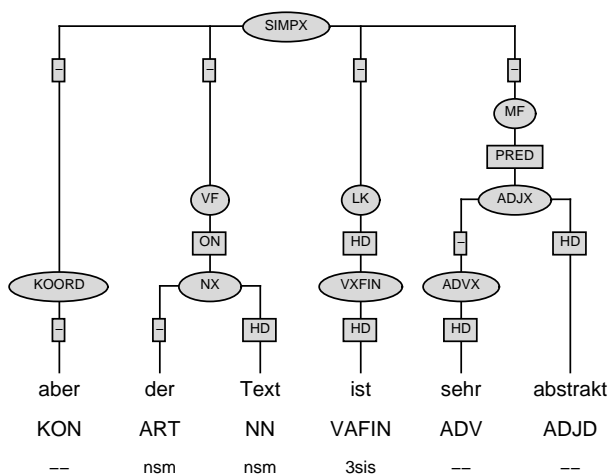 SIMPX
– – – –
MF
PRED
VF LK ADJX
ON HD – HD
KOORD NX VXFIN ADVX
– – HD HD HD
aber der Text ist sehr abstrakt
KON ART NN VAFIN ADV ADJD
–– nsm nsm 3sis –– ––